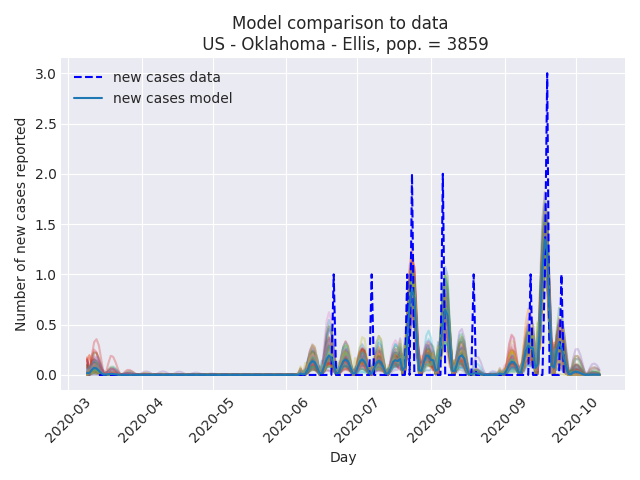 Model comparison to data
US - Oklahoma - Ellis, pop. = 3859
new cases data
new cases model
Number of new cases reported
3.0
2.5
2.0
1.5
1.0
0.5
0.0
2020-03
2020-04
2020-05
2020-06
2020-07
2020-08
2020-09
2020-10
Day